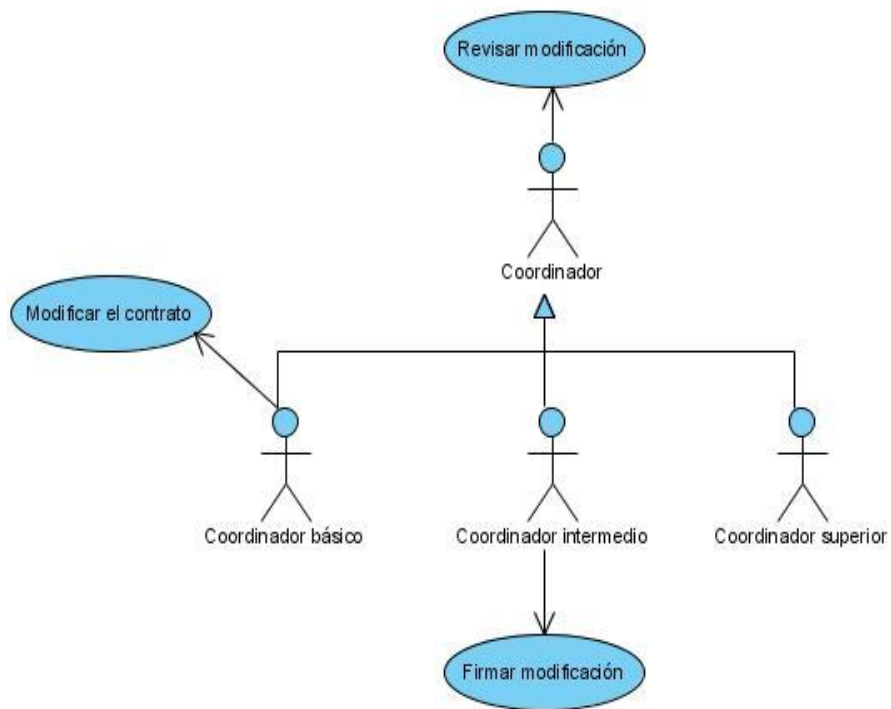 Revisar modificación
Coordinador
Modificar el contrato
Coordinador básico
Coordinador intermedio
Coordinador superior
Firmar modificación